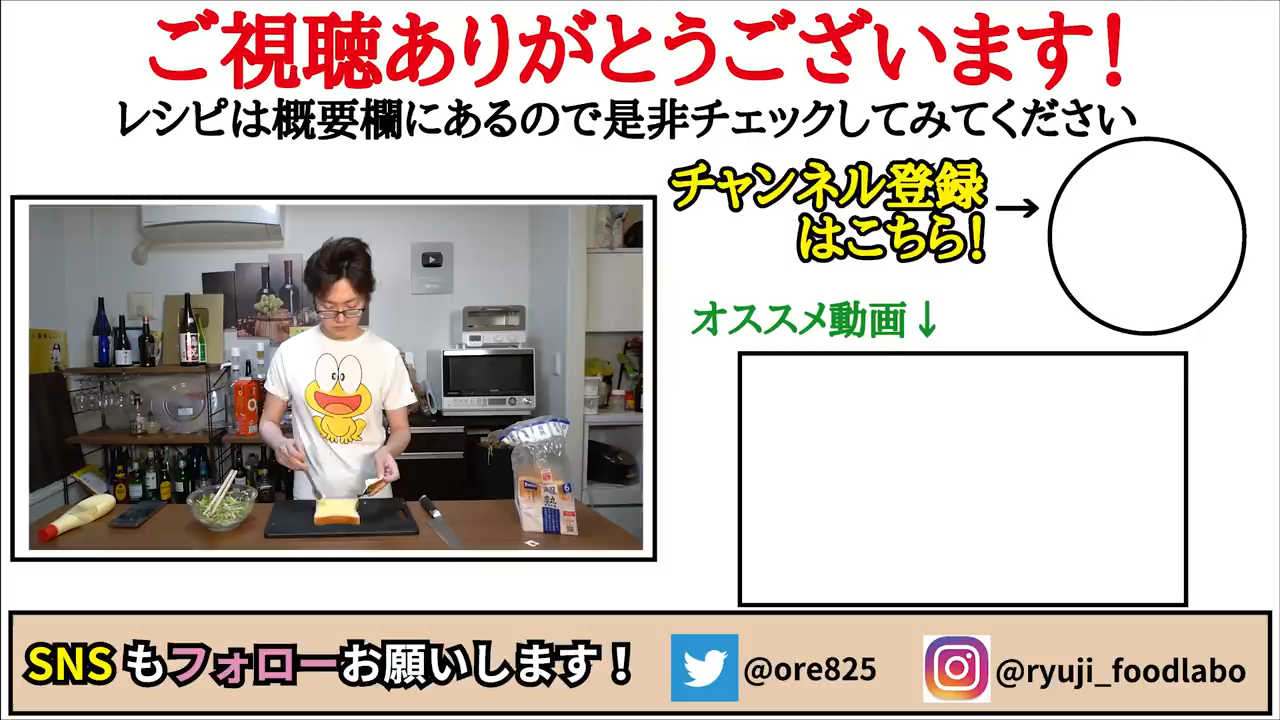 ご視聴ありがとうございます!
レシピは概要欄にあるので是非チェックしてみてください
チャンネル登録
はこちら! →
オススメ動画↓
超熟
6
SNSもフォローお願いします!
@ore825
@ryuji_foodlabo